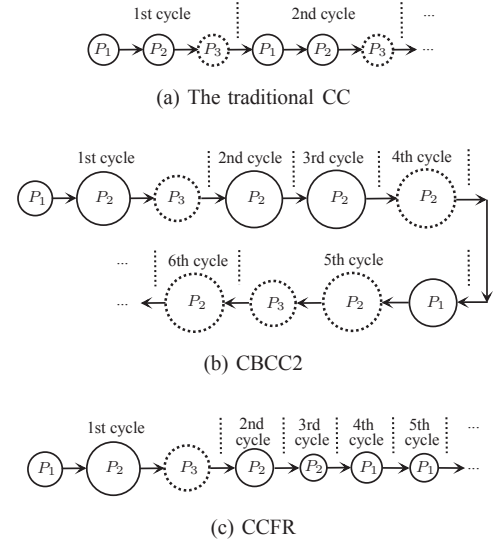 1st cycle 2nd cycle ...
P1 P2 P3 P1 P2 P3 ...
(a) The traditional CC
1st cycle 2nd cycle 3rd cycle 4th cycle
P1 P2 P3 P2 P2 P2
... 6th cycle 5th cycle
... P2 P3 P2 P1
(b) CBCC2
1st cycle 2nd cycle 3rd cycle 4th cycle 5th cycle ...
P1 P2 P3 P2 P2 P1 P1 ...
(c) CCFR